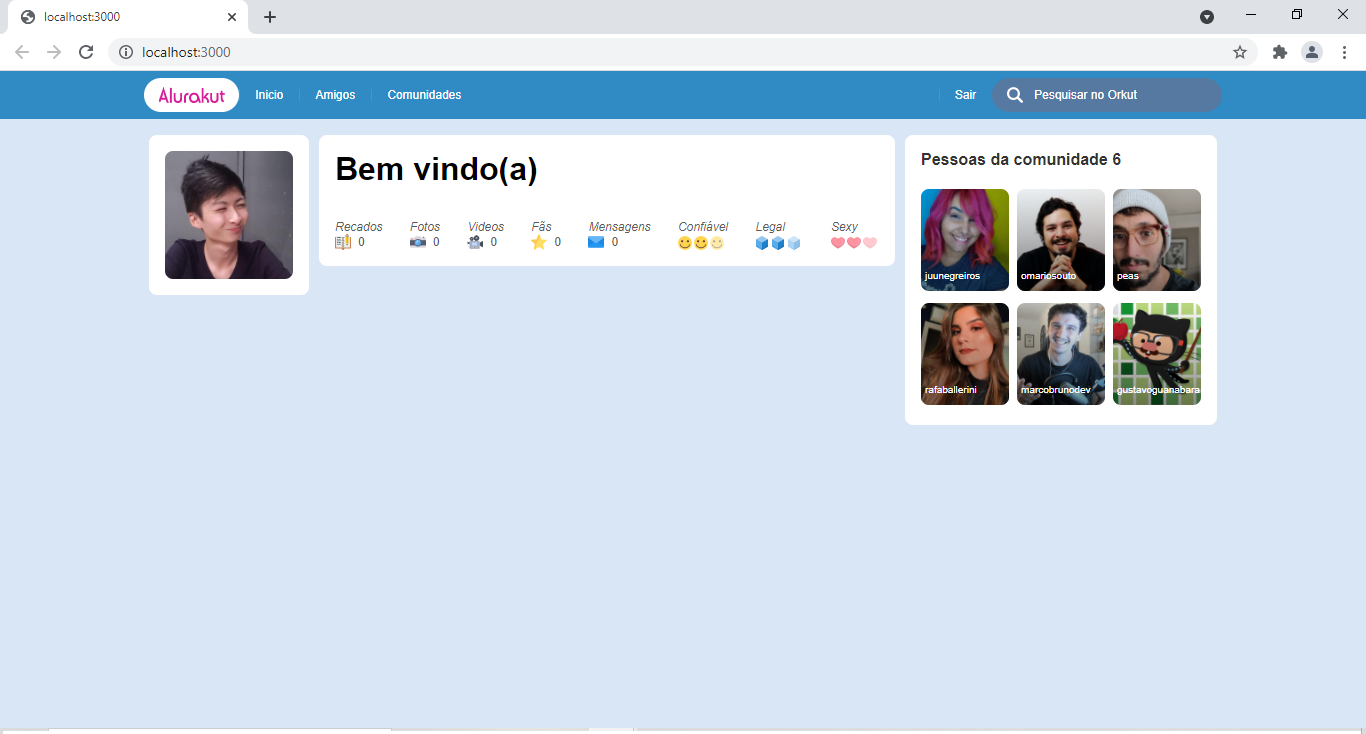 localhost:3000
localhost:3000
Alurakut Inicio Amigos Comunidades Sair Pesquisar no Orkut
Bem vindo(a)
Recados Fotos Videos Fãs Mensagens Confiável Legal Sexy
0 0 0 0 0
Pessoas da comunidade 6
juunegreiros omariosouto peas
rafaballerini marcobrunodev gustavoguanabara